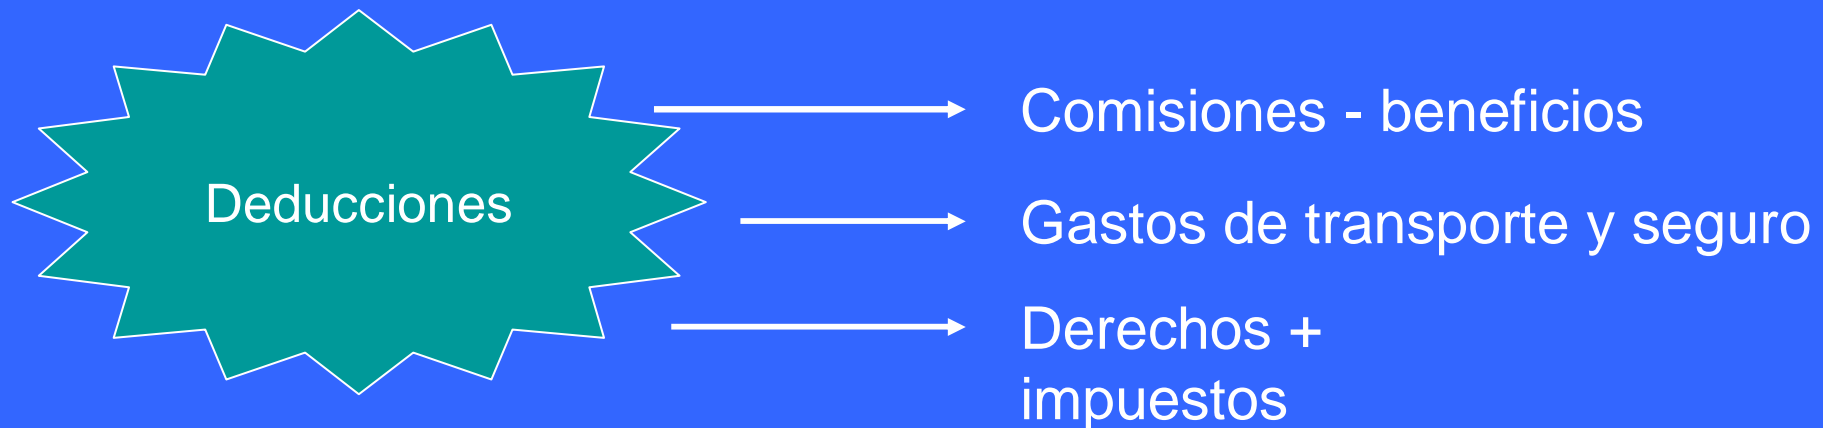 Deducciones
Comisiones - beneficios
Gastos de transporte y seguro
Derechos +
impuestos